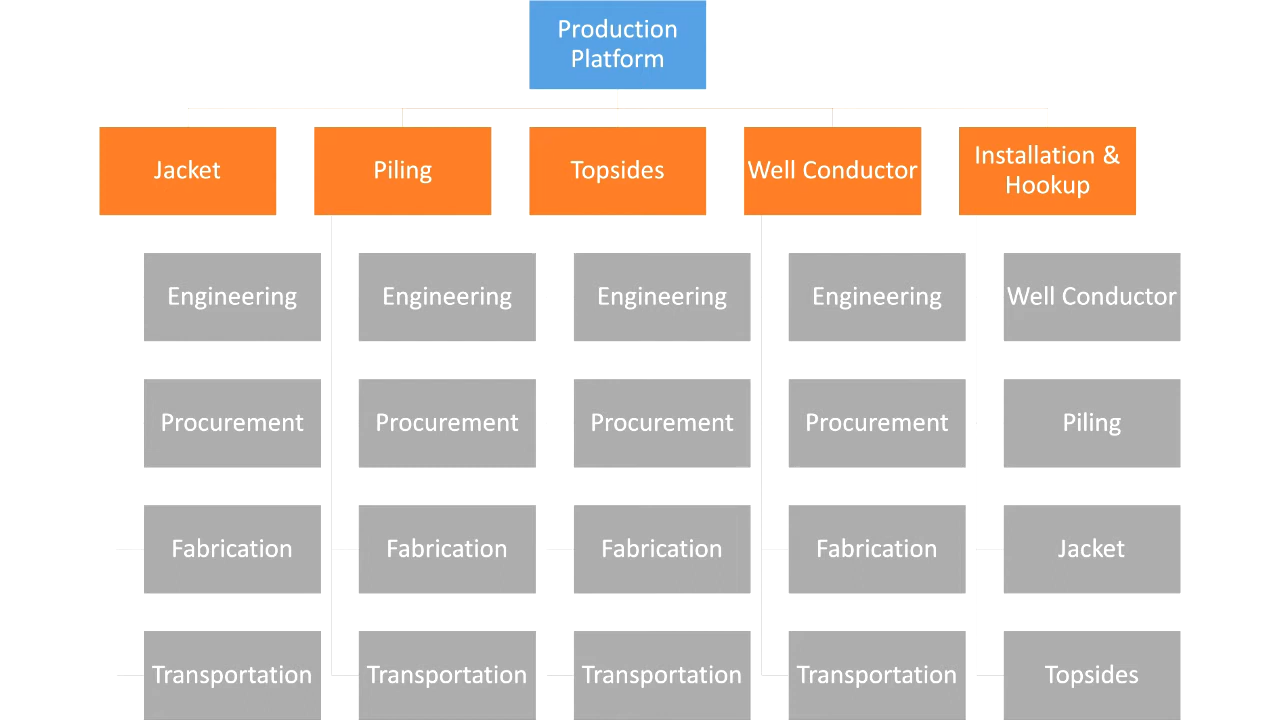 Production
Platform
Jacket
Piling
Topsides
Well Conductor
Installation &
Hookup
Engineering
Engineering
Engineering
Engineering
Well Conductor
Procurement
Procurement
Procurement
Procurement
Piling
Fabrication
Fabrication
Fabrication
Fabrication
Jacket
Transportation
Transportation
Transportation
Transportation
Topsides